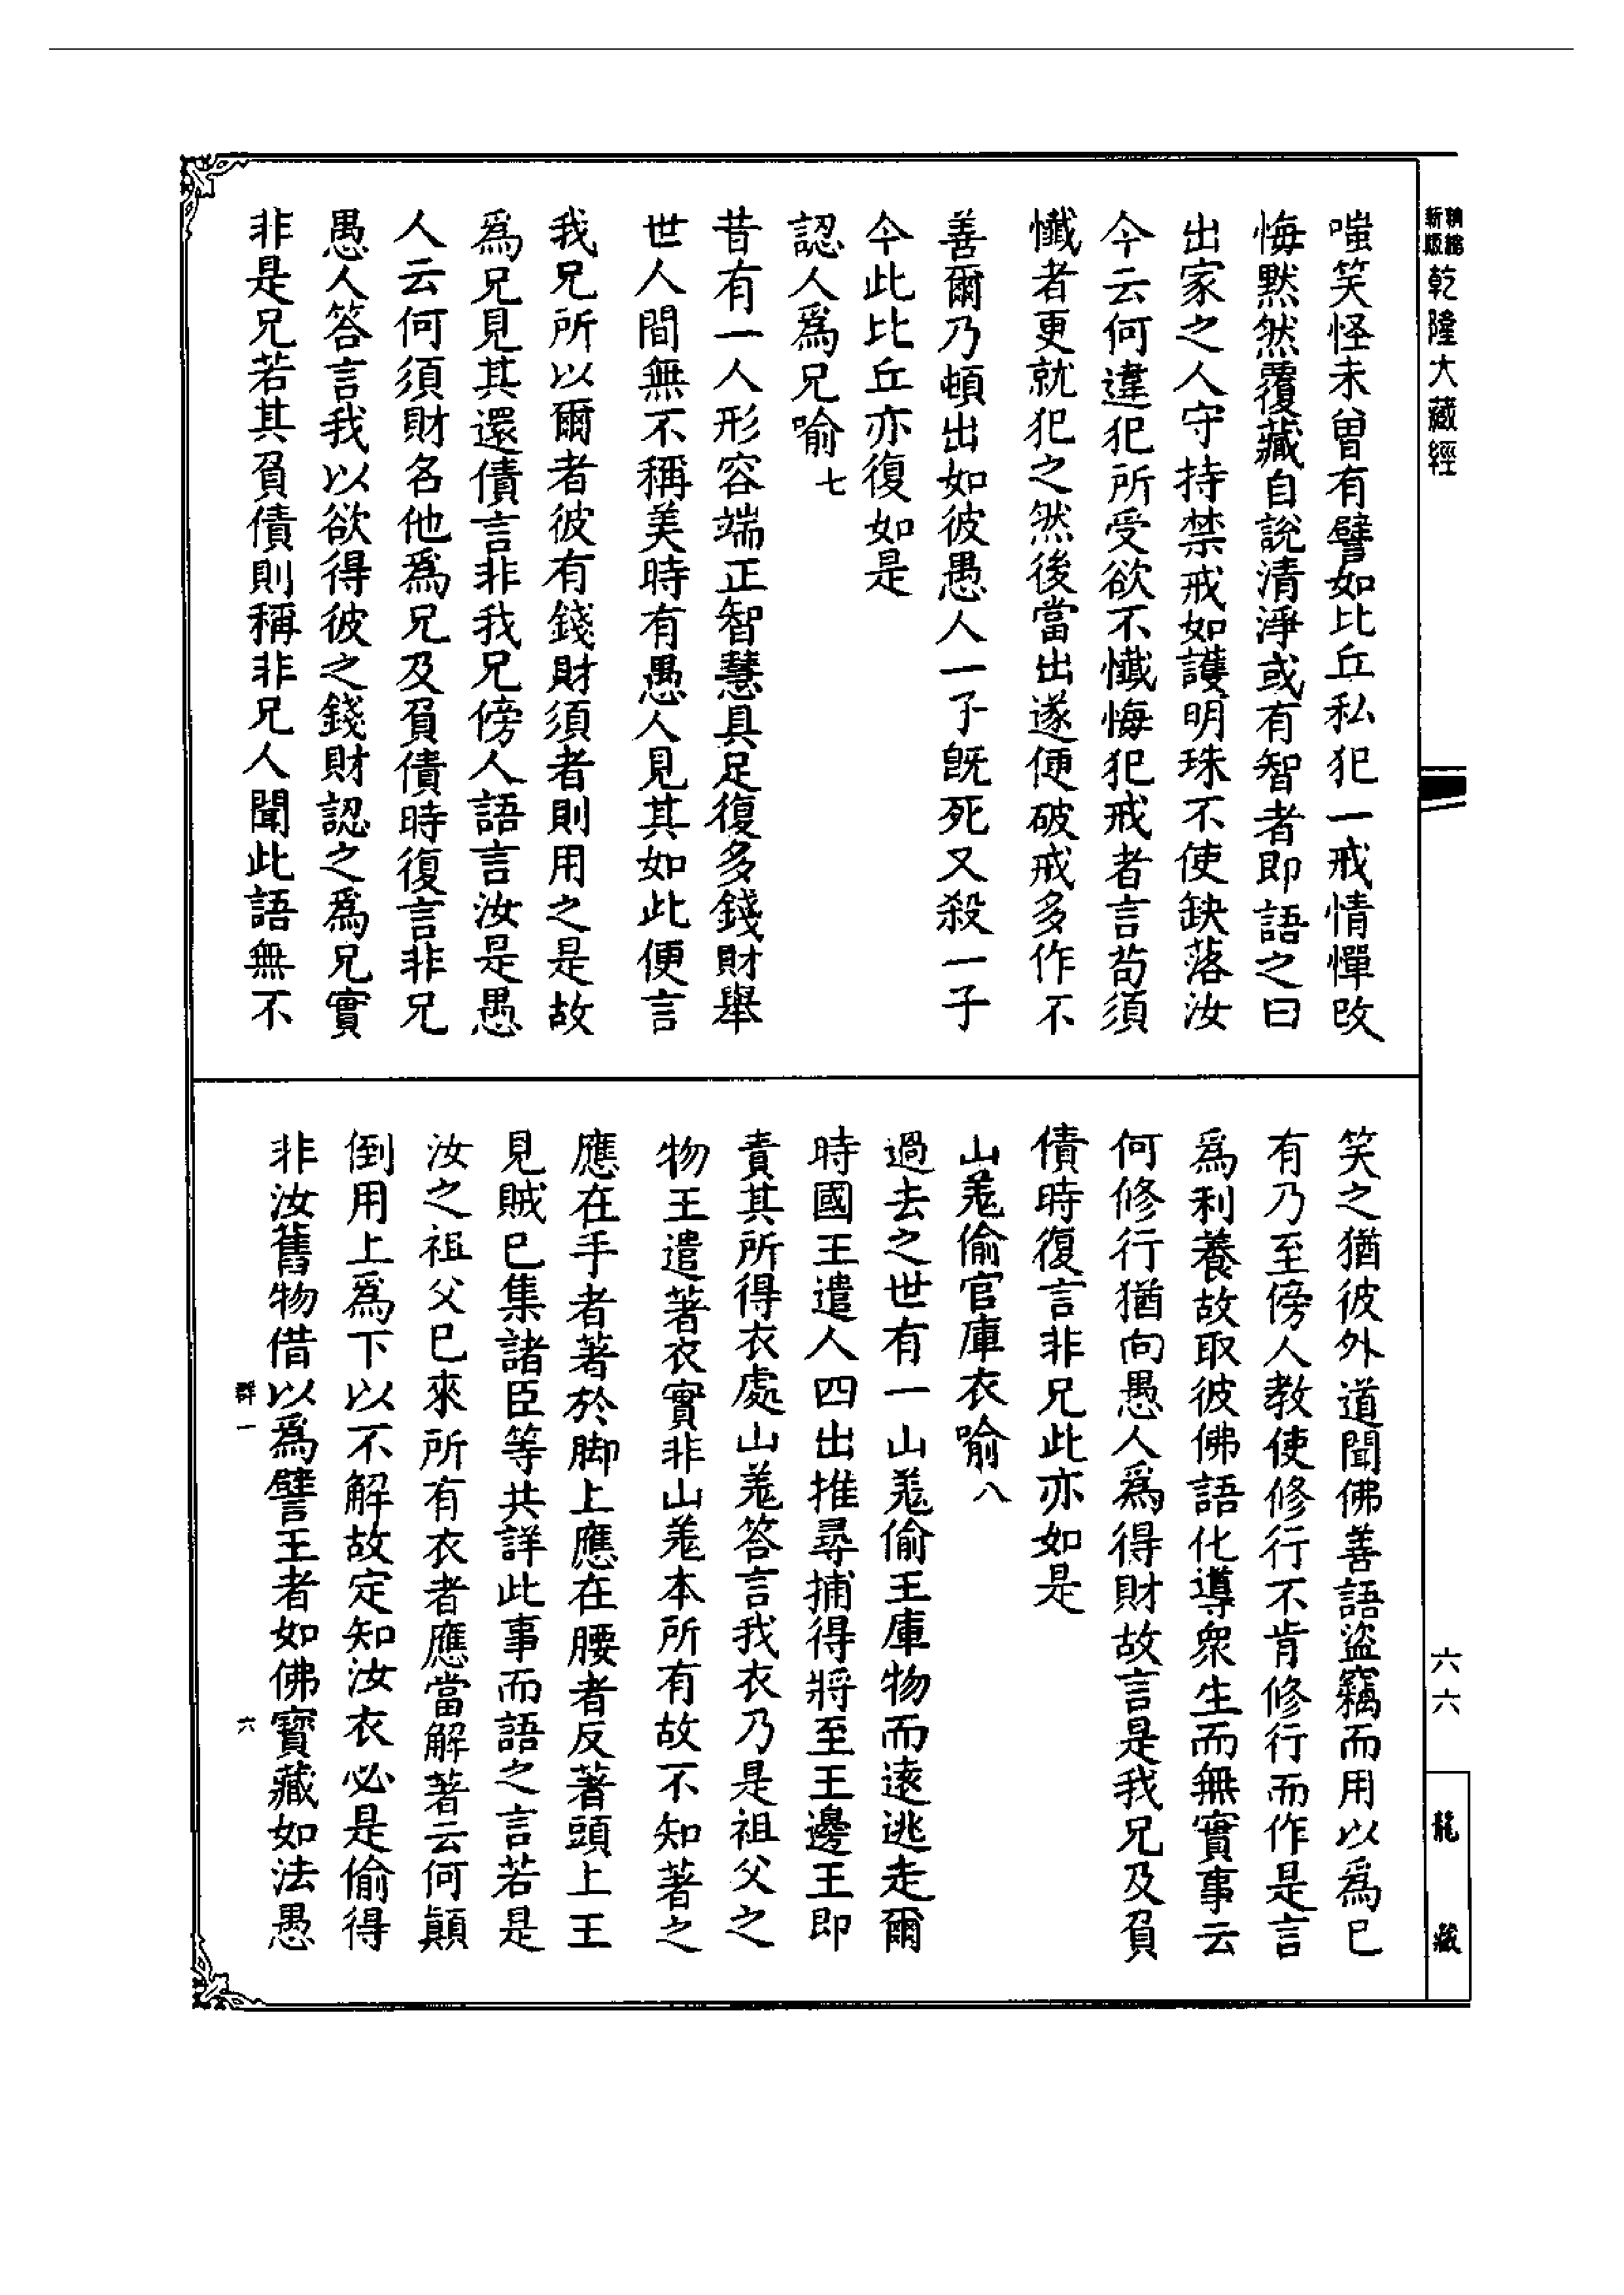 精緻
新版
乾隆大藏經
嗤笑怪未曾有譬如比丘私犯一戒情憚改
悔默然覆藏自説清淨或有智者即語之曰
出家之人守持禁戒如護明珠不使缺落汝
今云何違犯所受欲不懺悔犯戒者言苟須
懺者更就犯之然後當出遂便破戒多作不
善爾乃頓出如彼愚人一子既死又殺一子
今此比丘亦復如是
認人爲兄喻七
昔有一人形容端正智慧具足復多錢財舉
世人間無不稱美時有愚人見其如此便言
我兄所以爾者彼有錢財須者則用之是故
爲兄見其還債言非我兄傍人語言汝是愚
人云何須財名他爲兄及負債時復言非兄
愚人答言我以欲得彼之錢財認之爲兄實
非是兄若其負債則稱非兄人聞此語無不
笑之猶彼外道聞佛善語盜竊而用以爲已
有乃至傍人教使修行不肯修行而作是言
爲利養故取彼佛語化導衆生而無實事云
何修行猶向愚人爲得財故言是我兄及負
債時復言非兄此亦如是
山羌偷官庫衣喻八
過去之世有一山羌偷王庫物而遠逃走爾
時國王遣人四出推尋捕得將至王邊王即
責其所得衣處山羌答言我衣乃是祖父之
物王遣著衣實非山羌本所有故不知著之
應在手者著於脚上應在腰者反著頭上王
見賊已集諸臣等共詳此事而語之言若是
汝之祖父已來所有衣者應當解著云何顛
倒用上爲下以不解故定知汝衣必是偷得
非汝舊物借以爲譬王者如佛寶藏如法愚
群一
六
六六
龍藏